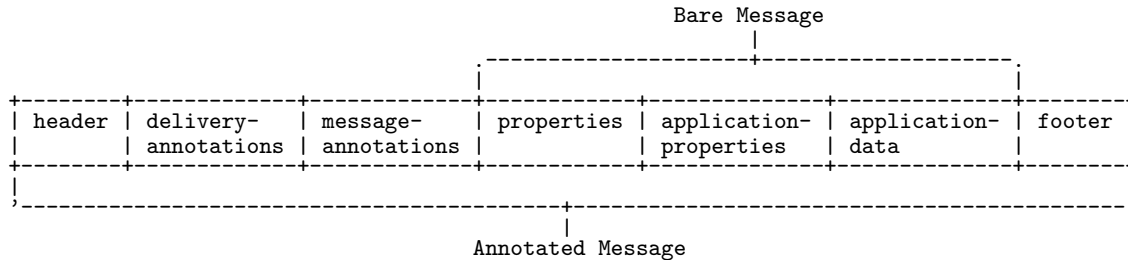 Bare Message
header | delivery- | message- | properties | application- | application- | footer
annotations | annotations | properties | data
Annotated Message